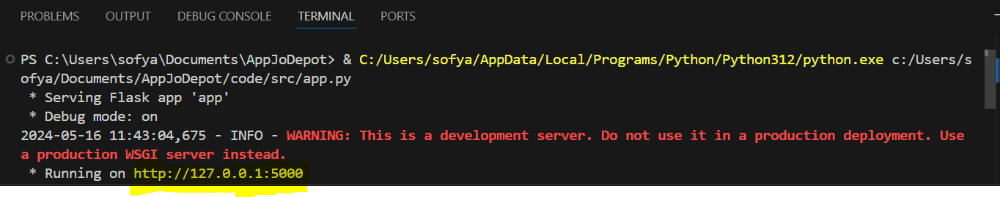 PROBLEMS OUTPUT DEBUG CONSOLE TERMINAL PORTS
PS C:\Users\sofya\Documents\AppJoDepot> & C:/Users/sofya/AppData/Local/Programs/Python/Python312/python.exe c:/Users/s
ofya/Documents/AppJoDepot/code/src/app.py
* Serving Flask app 'app'
* Debug mode: on
2024-05-16 11:43:04,675 - INFO - WARNING: This is a development server. Do not use it in a production deployment. Use
a production WSGI server instead.
* Running on http://127.0.0.1:5000